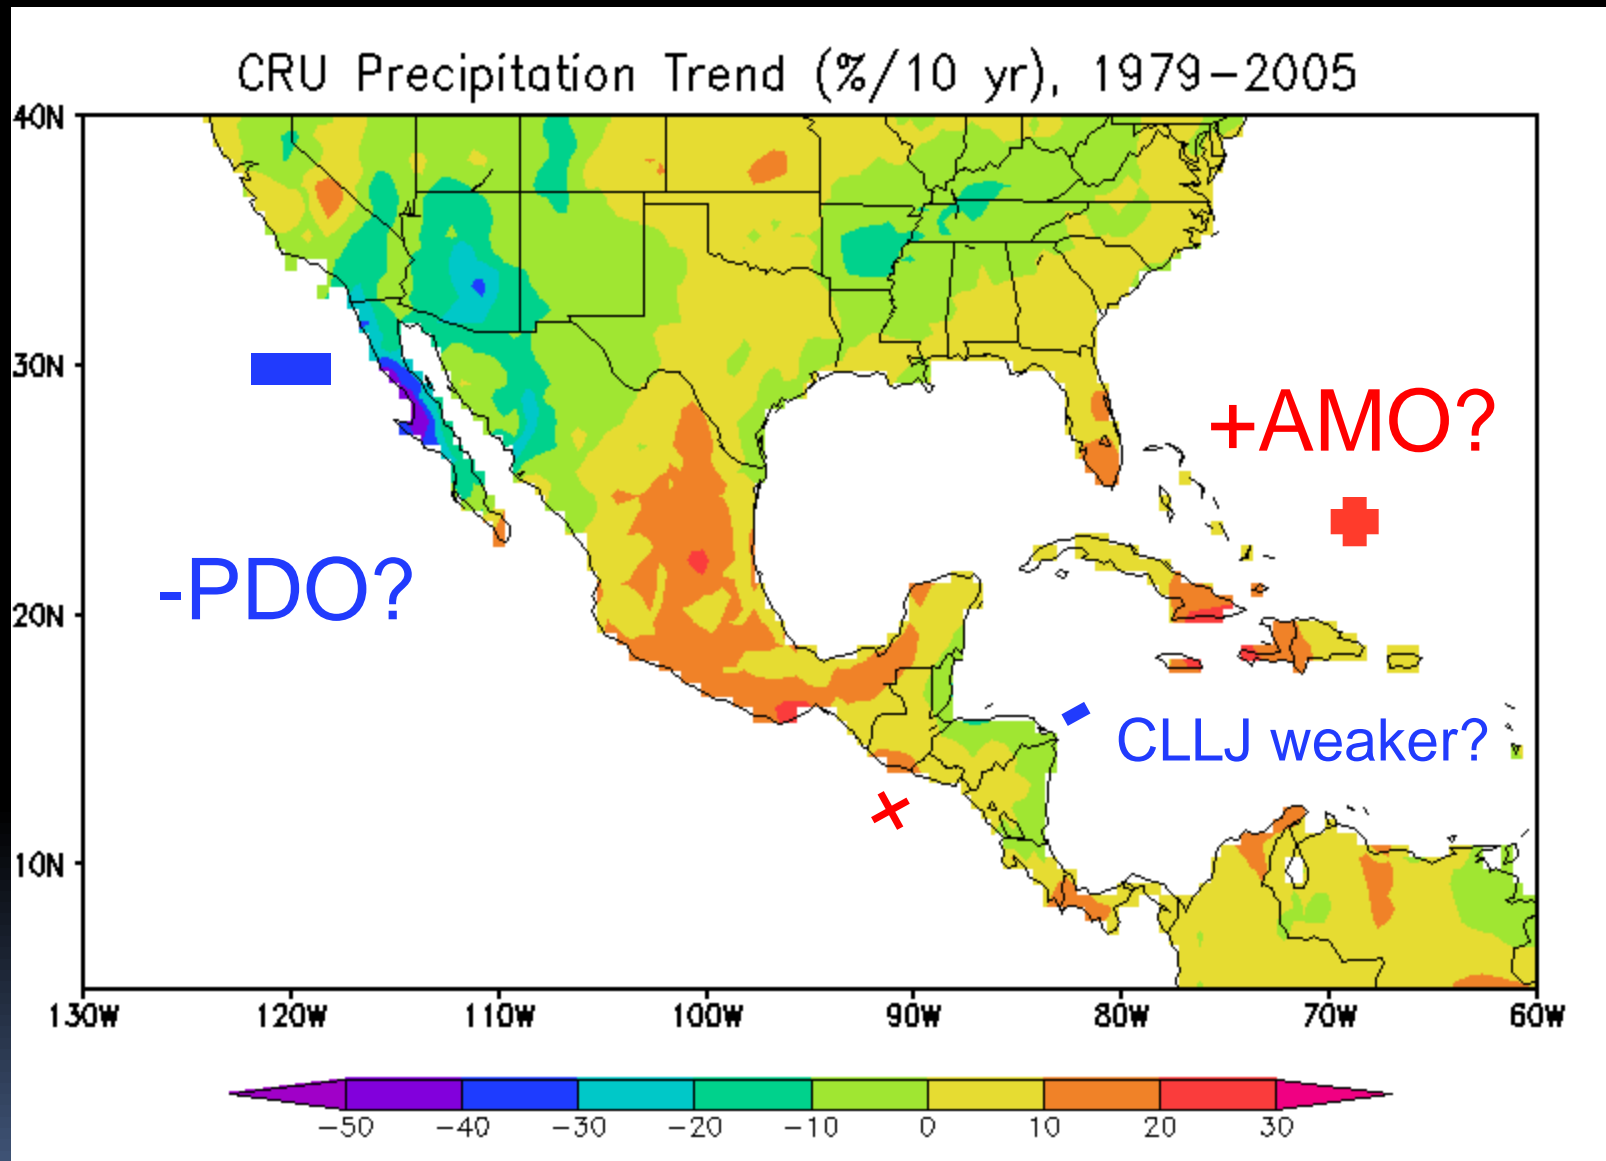 CRU Precipitation Trend (%/10 yr), 1979-2005
40N
30N
+AMO?
-PDO?
20N
CLLJ weaker?
10N
130W 120W 110W 100W 90W 80W 70W 60W
-50 -40 -30 -20 -10 0 10 20 30